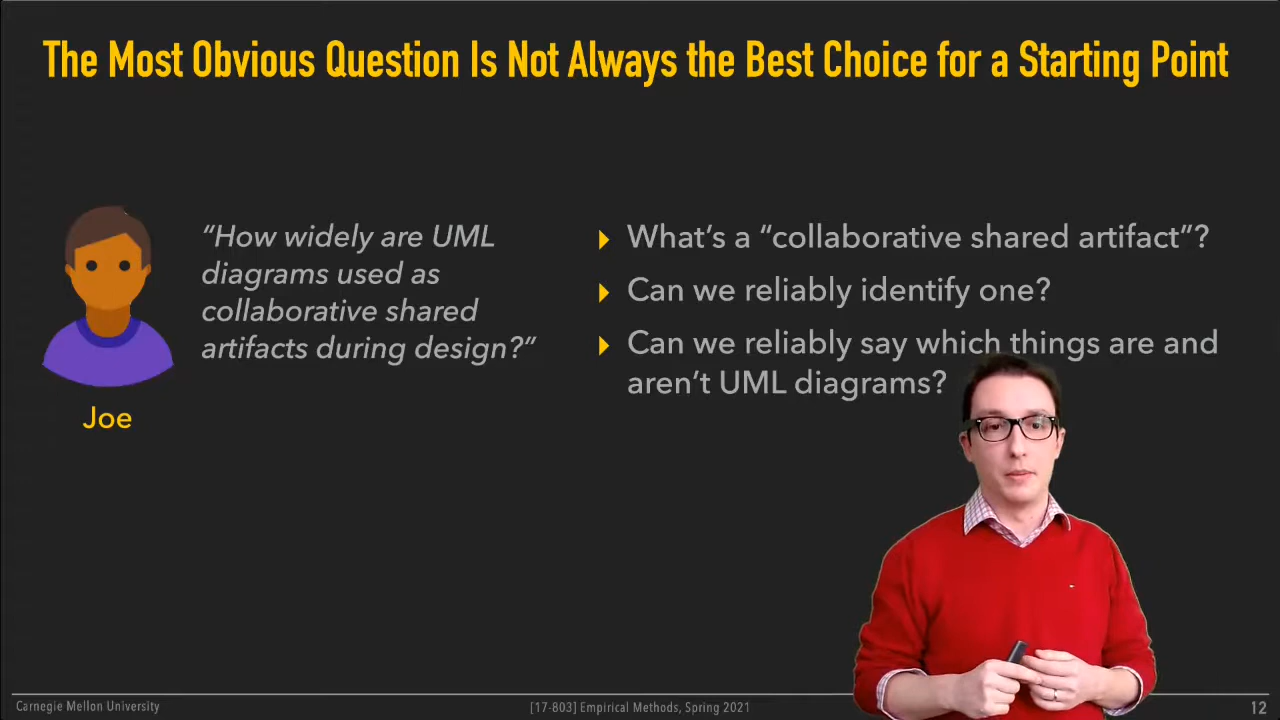 The Most Obvious Question Is Not Always the Best Choice for a Starting Point
“How widely are UML
diagrams used as
collaborative shared
artifacts during design?”
Joe
What’s a “collaborative shared artifact”?
Can we reliably identify one?
Can we reliably say which things are and
aren’t UML diagrams?
Carnegie Mellon University
[17-803] Empirical Methods, Spring 2021
12